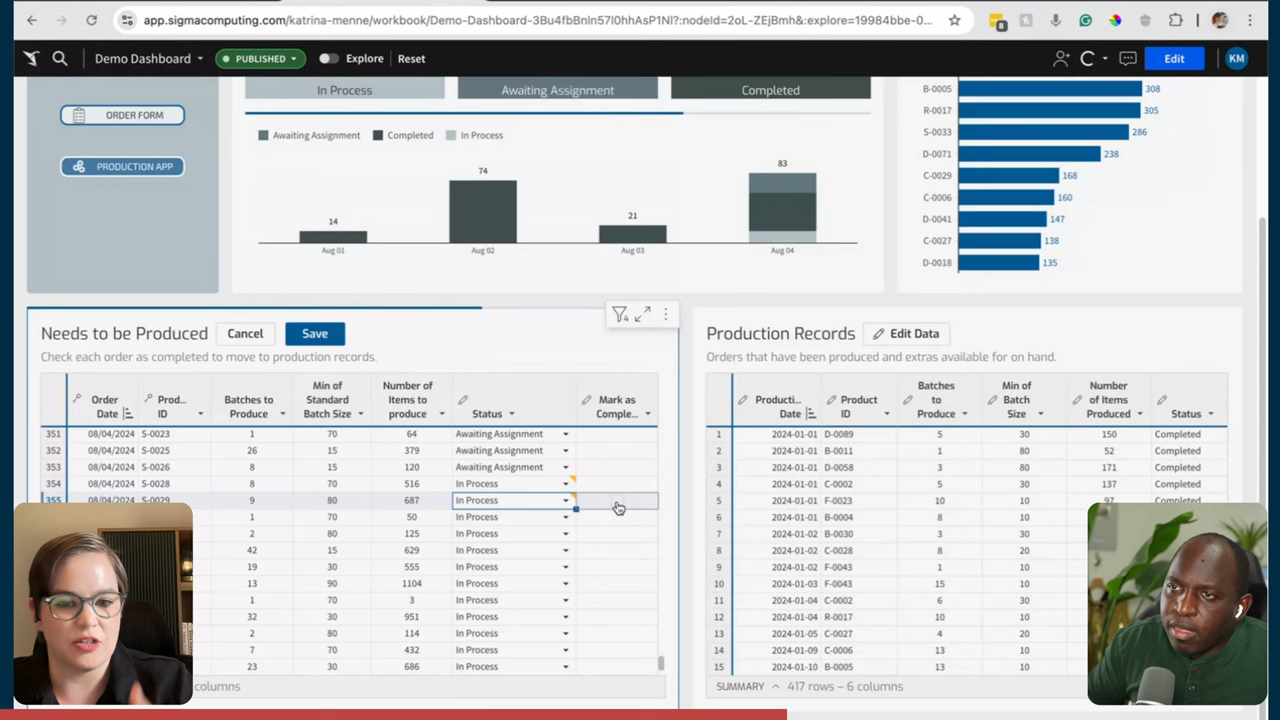 app.sigmacomputing.com/katrina-menne/workbook/Demo-Dashboard-3Bu4fbBnIn57I0hhAsP1NI?:nodeId=2oL-ZEjBmh&:explore=19984bbe-0...
Demo Dashboard PUBLISHED Explore Reset Edit KM
In Process Awaiting Assignment Completed
ORDER FORM
PRODUCTION APP
Awaiting Assignment Completed In Process
14 74 21 83
Aug 01 Aug 02 Aug 03 Aug 04
B-0005 308
R-0017 305
S-0033 286
D-0071 238
C-0029 168
C-0006 160
D-0041 147
C-0027 138
D-0018 135
Needs to be Produced Cancel Save
Check each order as completed to move to production records.
Order Date Prod... ID Batches to Produce Min of Standard Batch Size Number of Items to produce Status Mark as Comple...
351 08/04/2024 S-0023 1 70 64 Awaiting Assignment
352 08/04/2024 S-0025 26 15 379 Awaiting Assignment
353 08/04/2024 S-0026 8 15 120 Awaiting Assignment
354 08/04/2024 S-0028 8 70 516 In Process
355 08/04/2024 S-0029 9 80 687 In Process
1 70 50 In Process
2 80 125 In Process
42 15 629 In Process
19 30 555 In Process
13 90 1104 In Process
1 70 3 In Process
32 30 951 In Process
2 80 114 In Process
7 70 432 In Process
23 30 686 In Process
columns
Production Records Edit Data
Orders that have been produced and extras available for on hand.
Producti... Date Product ID Batches to Produce Min of Batch Size Number of Items Produced Status
1 2024-01-01 D-0089 5 30 150 Completed
2 2024-01-01 B-0011 1 80 52 Completed
3 2024-01-01 D-0058 3 80 171 Completed
4 2024-01-01 C-0002 5 30 137 Completed
5 2024-01-01 F-0023 10 10 97 Completed
6 2024-01-01 B-0004 8 10
7 2024-01-02 B-0030 3 30
8 2024-01-02 C-0028 8 20
9 2024-01-02 F-0043 1 10
10 2024-01-03 F-0043 15 10
11 2024-01-04 C-0002 6 30
12 2024-01-04 R-0017 10 10
13 2024-01-05 C-0027 4 20
14 2024-01-09 C-0006 13 10
15 2024-01-10 B-0005 13 10
SUMMARY 417 rows – 6 columns